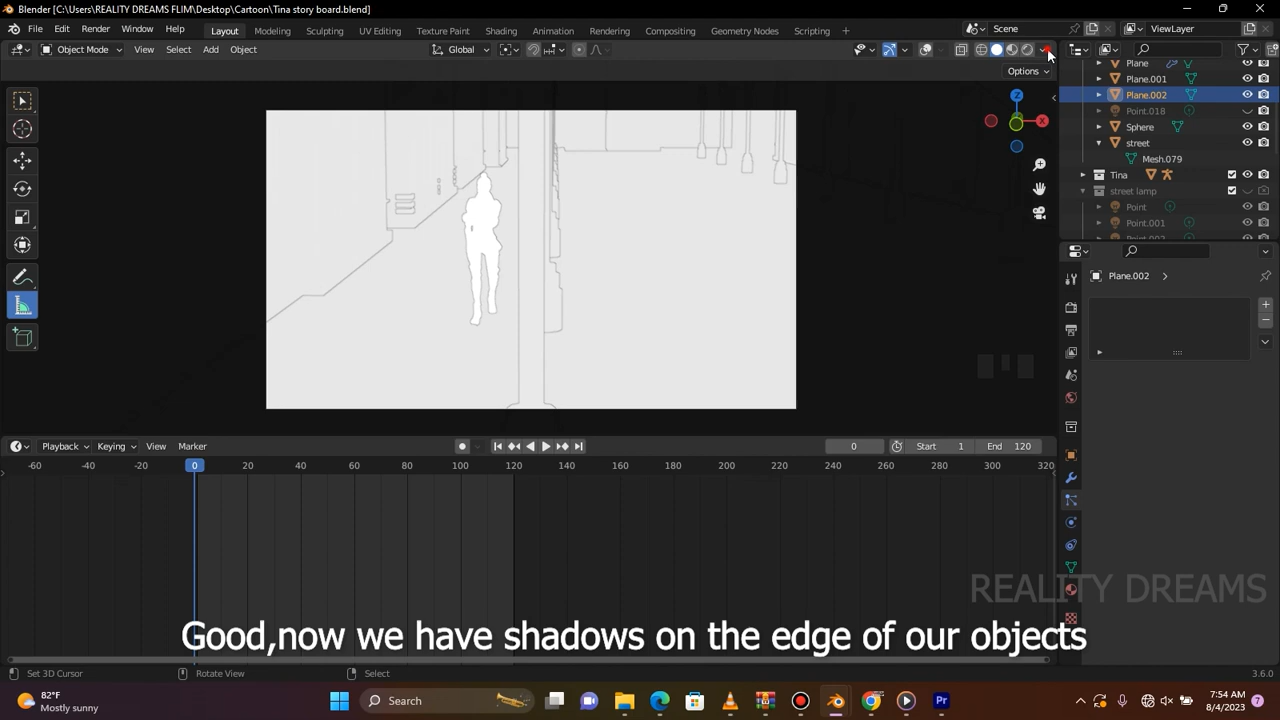 Blender [C:\Users\REALITY DREAMS FLIM\Desktop\Cartoon\Tina story board.blend]
File Edit Render Window Help Layout Modeling Sculpting UV Editing Texture Paint Shading Animation Rendering Compositing Geometry Nodes Scripting + Scene ViewLayer
Object Mode View Select Add Object Global
Options
Z
X
Plane
Plane.001
Plane.002
Point.018
Sphere
street
Mesh.079
Tina
street lamp
Point
Point.001
Plane.002
Playback Keying View Marker 0 Start 1 End 120
-60 -40 -20 0 20 40 60 80 100 120 140 160 180 200 220 240 260 280 300 320
REALITY DREAMS
Good,now we have shadows on the edge of our objects
Set 3D Cursor Rotate View Select 3.6.0
82°F
Mostly sunny
Search
7:54 AM
8/4/2023
7